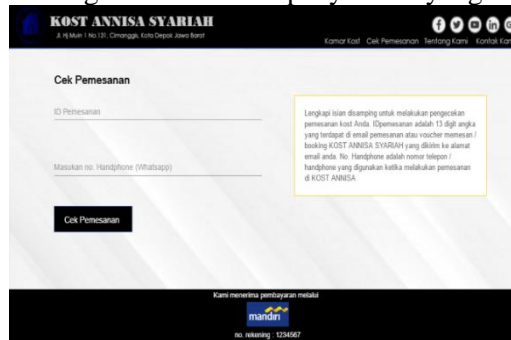 KOST ANNISA SYARIAH
Jl. Hj Muin 1 No.131, Cimanggis, Kota Depok Jawa Barat
Kamar Kost Cek Pemesanan Tentang Kami Kontak Kam
Cek Pemesanan
ID Pemesanan
Masukan no. Handphone (Whatsapp)
Cek Pemesanan
Lengkapi isian disamping untuk melakukan pengecekan
pemesanan kost Anda. IDpemesanan adalah 13 digit angka
yang terdapat di email pemesanan atau voucher memesan /
booking KOST ANNISA SYARIAH yang dikirim ke alamat
email anda. No. Handphone adalah nomor telepon /
handphone yang digunakan ketika melakukan pemesanan
di KOST ANNISA
Kami menerima pembayaran melalui
mandiri
no. rekening : 1234567